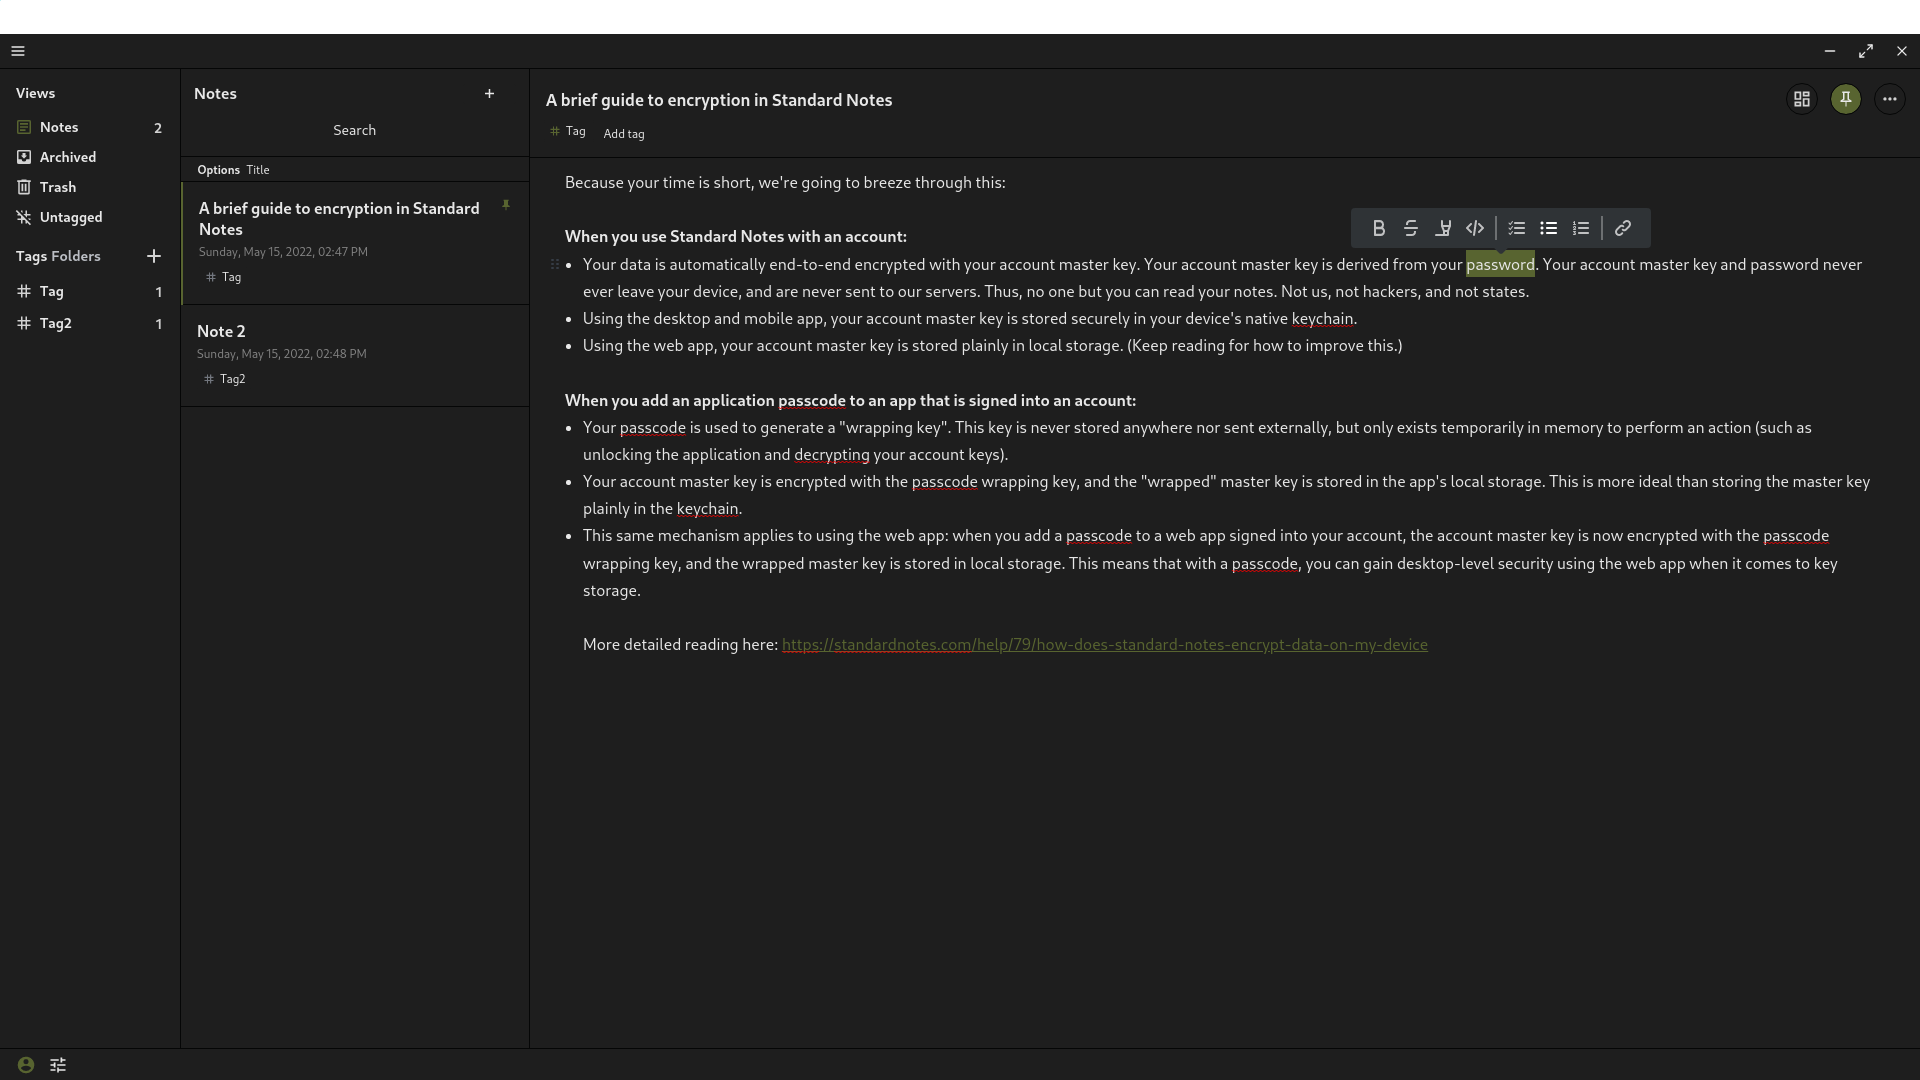 Views
Notes 2
Archived
Trash
Untagged
Tags Folders
Tag 1
Tag2 1
Notes
Search
Options Title
A brief guide to encryption in Standard
Notes
Sunday, May 15, 2022, 02:47 PM
Tag
Note 2
Sunday, May 15, 2022, 02:48 PM
Tag2
A brief guide to encryption in Standard Notes
Tag Add tag
Because your time is short, we're going to breeze through this:
When you use Standard Notes with an account:
Your data is automatically end-to-end encrypted with your account master key. Your account master key is derived from your password. Your account master key and password never
ever leave your device, and are never sent to our servers. Thus, no one but you can read your notes. Not us, not hackers, and not states.
Using the desktop and mobile app, your account master key is stored securely in your device's native keychain.
Using the web app, your account master key is stored plainly in local storage. (Keep reading for how to improve this.)
When you add an application passcode to an app that is signed into an account:
Your passcode is used to generate a "wrapping key". This key is never stored anywhere nor sent externally, but only exists temporarily in memory to perform an action (such as
unlocking the application and decrypting your account keys).
Your account master key is encrypted with the passcode wrapping key, and the "wrapped" master key is stored in the app's local storage. This is more ideal than storing the master key
plainly in the keychain.
This same mechanism applies to using the web app: when you add a passcode to a web app signed into your account, the account master key is now encrypted with the passcode
wrapping key, and the wrapped master key is stored in local storage. This means that with a passcode, you can gain desktop-level security using the web app when it comes to key
storage.
More detailed reading here: https://standardnotes.com/help/79/how-does-standard-notes-encrypt-data-on-my-device